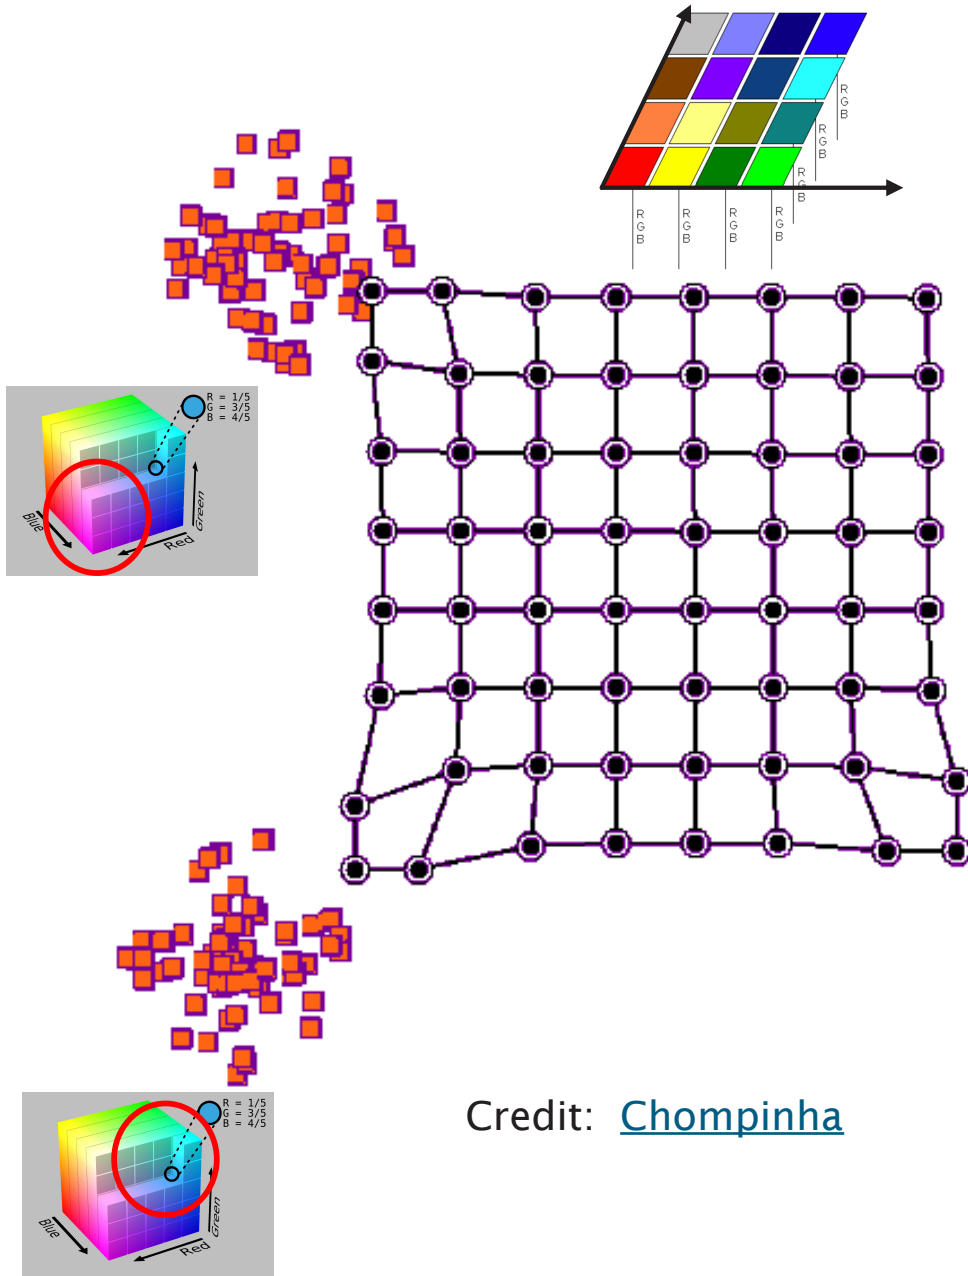 R
G
B
R
G
B
R
G
B
R
G
B
R
G
B
R
G
B
R
G
B
R = 1/5
G = 3/5
B = 4/5
Blue
Red
Green
R = 1/5
G = 3/5
B = 4/5
Blue
Red
Green
Credit: Chompinha